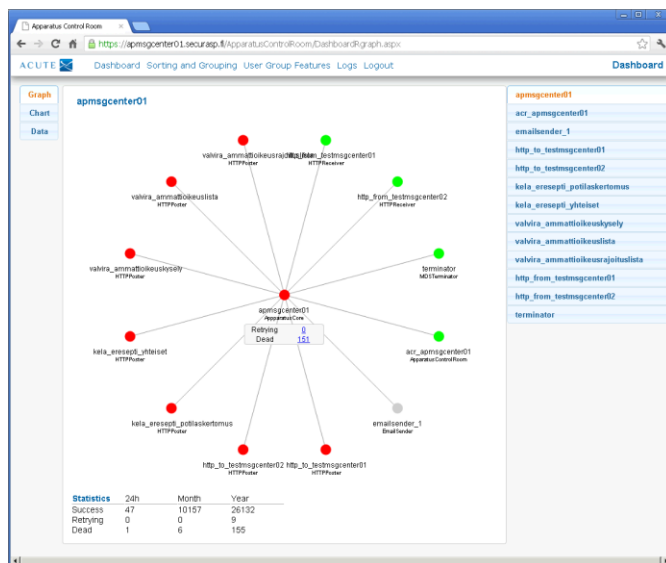 Apparatus Control Room
https://apmsgcenter01.securasp.fi/ApparatusControlRoom/DashboardRgraph.aspx
ACUTE Dashboard Sorting and Grouping User Group Features Logs Logout Dashboard
Graph
Chart
Data
apmsgcenter01
valvira_ammattioikeusrajoituslista
HTTPPoster
http_from_testmsgcenter01
HTTPReceiver
valvira_ammattioikeuslista
HTTPPoster
http_from_testmsgcenter02
HTTPReceiver
valvira_ammattioikeuskysely
HTTPPoster
terminator
MDSTerminator
apmsgcenter01
ApparatusCore
Retrying 0
Dead 151
kela_eresepti_yhteiset
HTTPPoster
acr_apmsgcenter01
ApparatusControlRoom
kela_eresepti_potilaskertomus
HTTPPoster
emailsender_1
EmailSender
http_to_testmsgcenter02
HTTPPoster
http_to_testmsgcenter01
HTTPPoster
Statistics 24h Month Year
Success 47 10157 26132
Retrying 0 0 9
Dead 1 6 155
apmsgcenter01
acr_apmsgcenter01
emailsender_1
http_to_testmsgcenter01
http_to_testmsgcenter02
kela_eresepti_potilaskertomus
kela_eresepti_yhteiset
valvira_ammattioikeuskysely
valvira_ammattioikeuslista
valvira_ammattioikeusrajoituslista
http_from_testmsgcenter01
http_from_testmsgcenter02
terminator